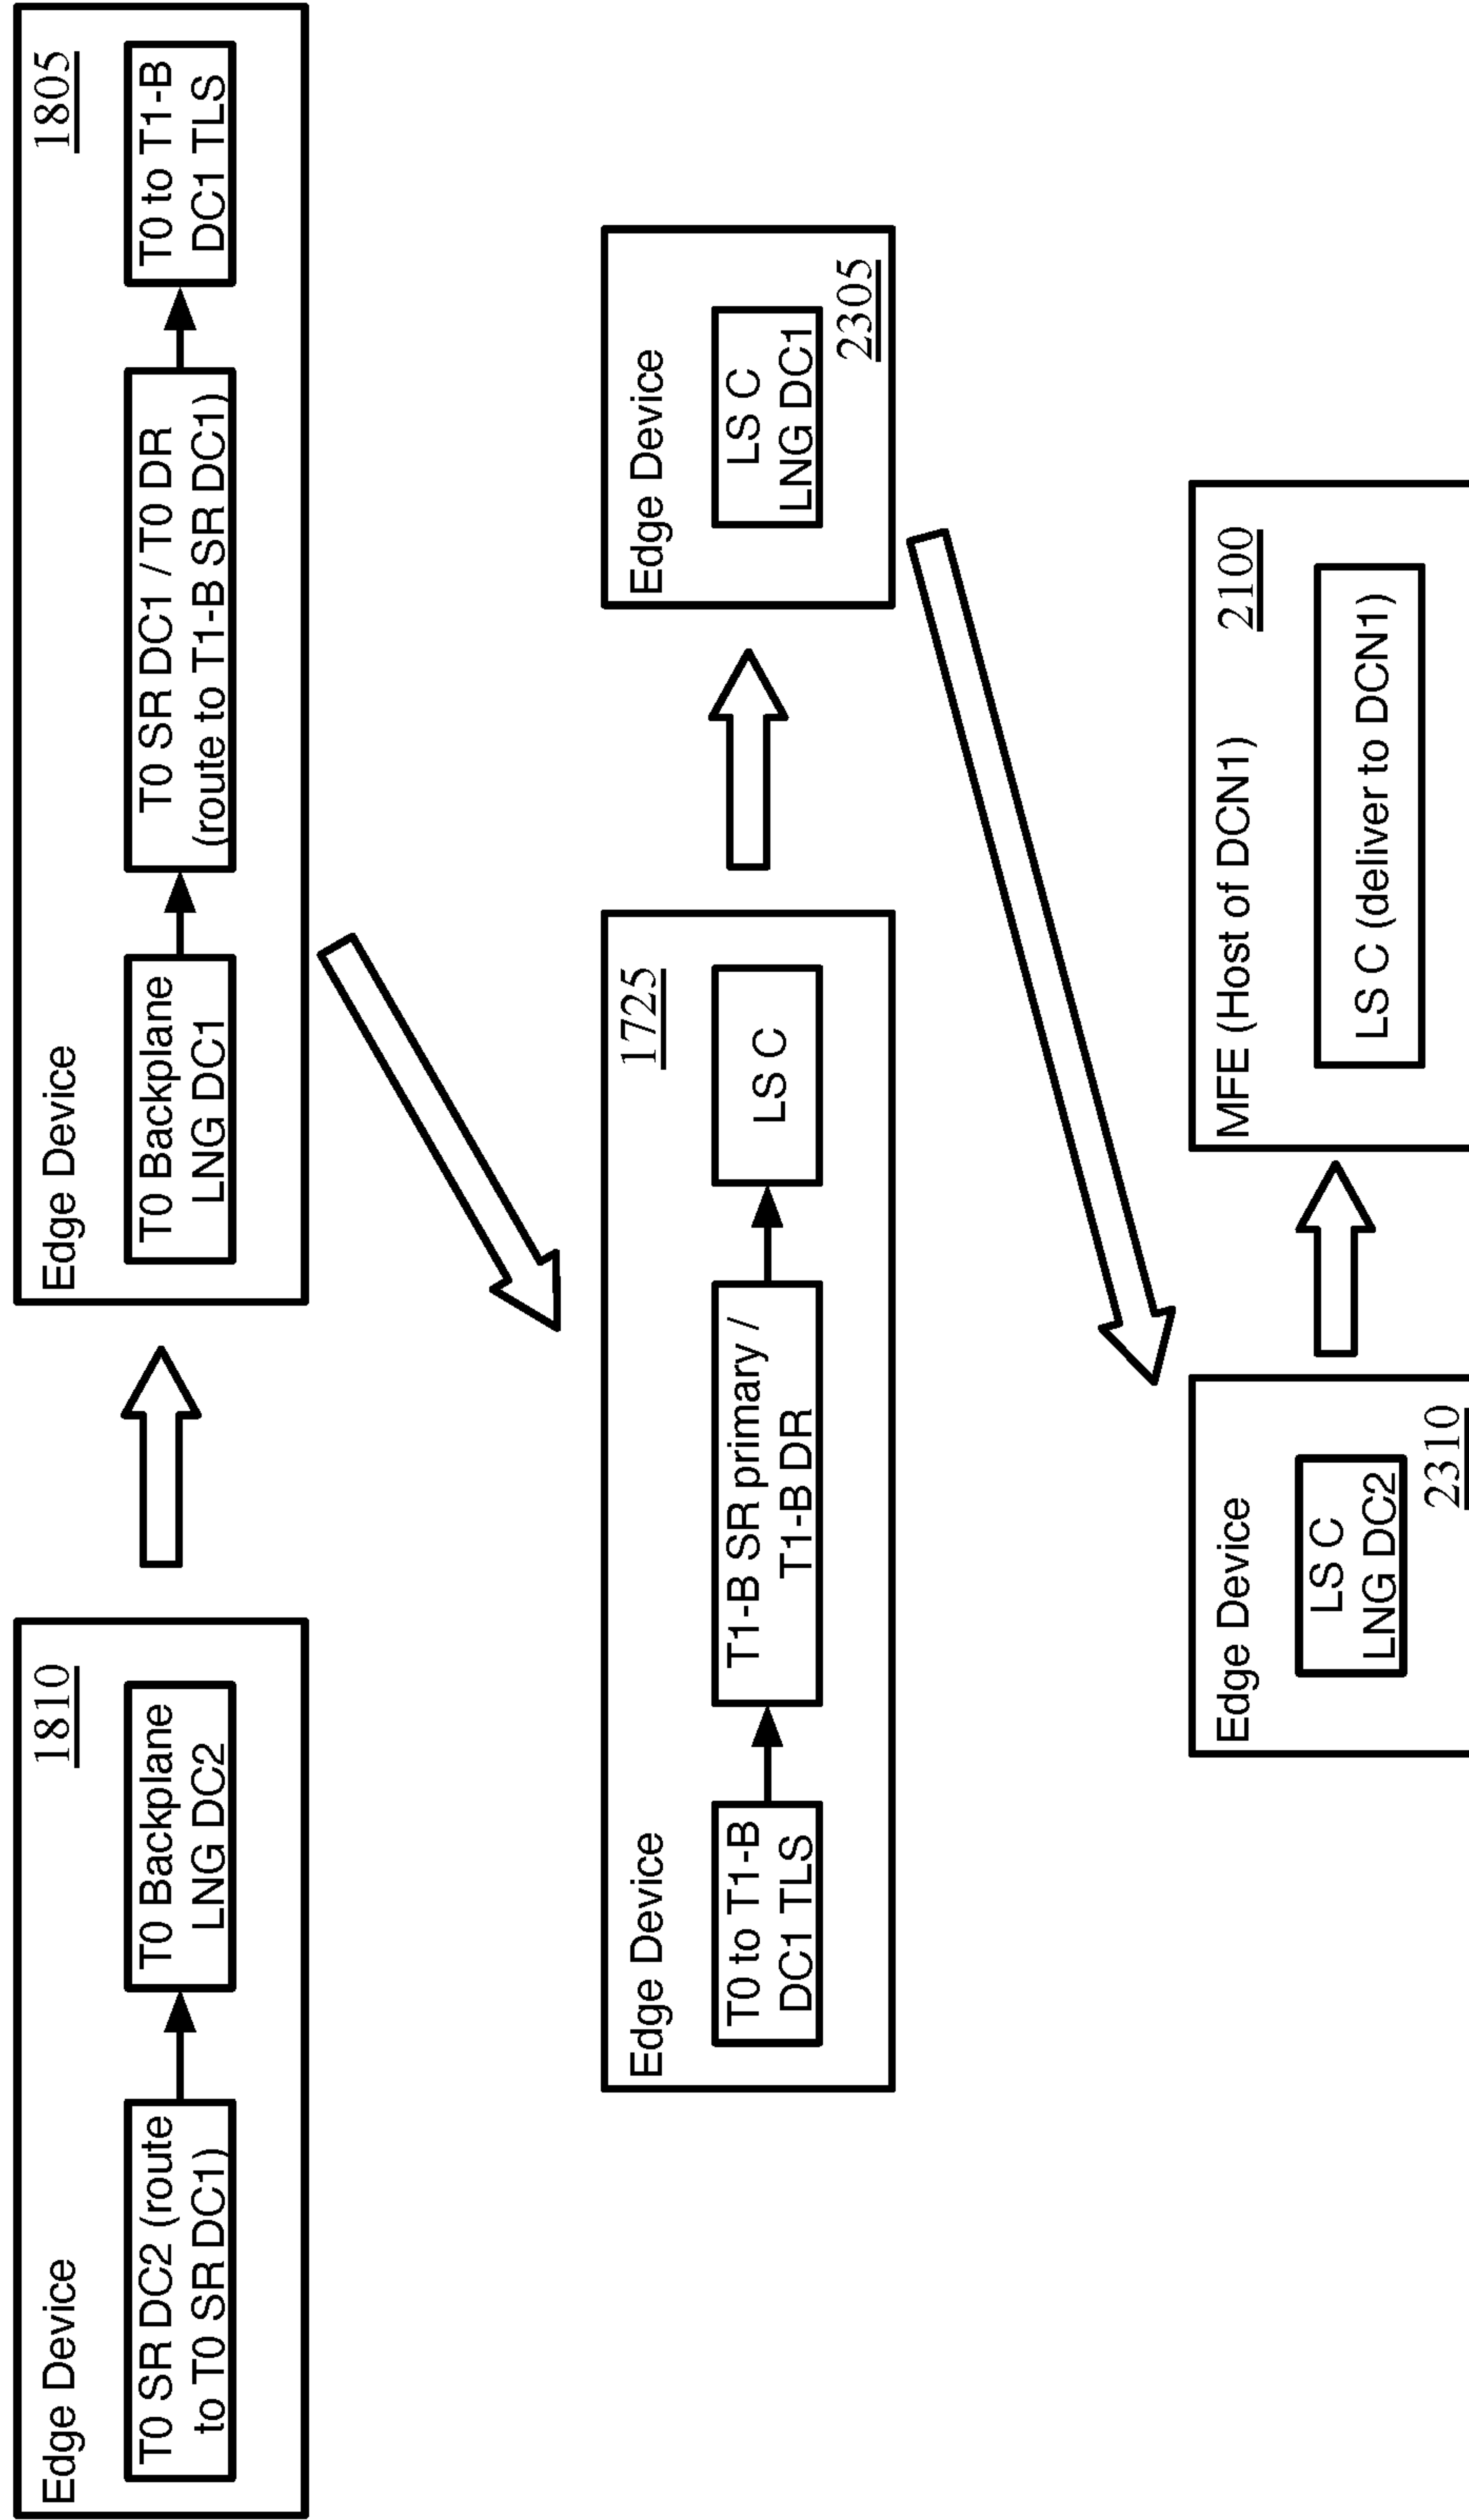 Edge Device
1810
T0 SR DC2 (route
to T0 SR DC1)
T0 Backplane
LNG DC2
Edge Device
1805
T0 Backplane
LNG DC1
T0 SR DC1 / T0 DR
(route to T1-B SR DC1)
T0 to T1-B
DC1 TLS
Edge Device
1725
T0 to T1-B
DC1 TLS
T1-B SR primary /
T1-B DR
LS C
Edge Device
LS C
LNG DC1
2305
Edge Device
LS C
LNG DC2
2310
MFE (Host of DCN1)
2100
LS C (deliver to DCN1)